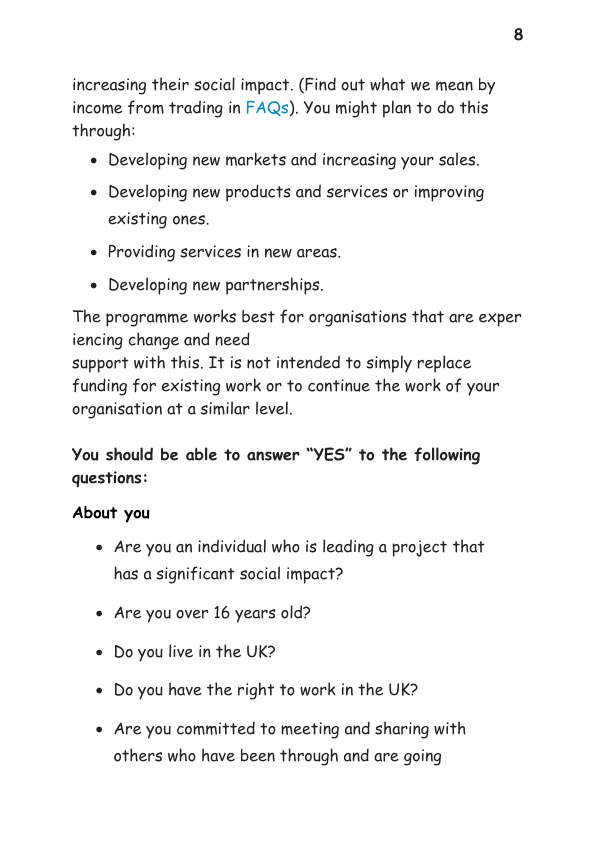 8
increasing their social impact. (Find out what we mean by
income from trading in FAQs). You might plan to do this
through:
• Developing new markets and increasing your sales.
• Developing new products and services or improving
existing ones.
• Providing services in new areas.
• Developing new partnerships.
The programme works best for organisations that are exper
iencing change and need
support with this. It is not intended to simply replace
funding for existing work or to continue the work of your
organisation at a similar level.
You should be able to answer “YES” to the following
questions:
About you
• Are you an individual who is leading a project that
has a significant social impact?
• Are you over 16 years old?
• Do you live in the UK?
• Do you have the right to work in the UK?
• Are you committed to meeting and sharing with
others who have been through and are going